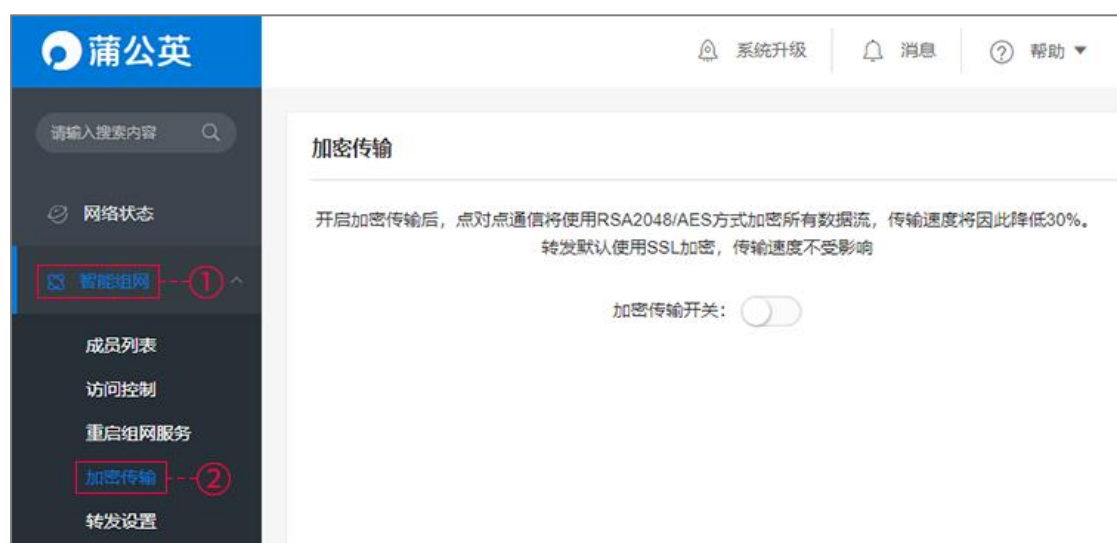 蒲公英
系统升级
消息
帮助
请输入搜索内容
加密传输
网络状态
开启加密传输后，点对点通信将使用RSA2048/AES方式加密所有数据流，传输速度将因此降低30%。
转发默认使用SSL加密，传输速度不受影响
智能组网 ①
加密传输开关：
成员列表
访问控制
重启组网服务
加密传输 ②
转发设置